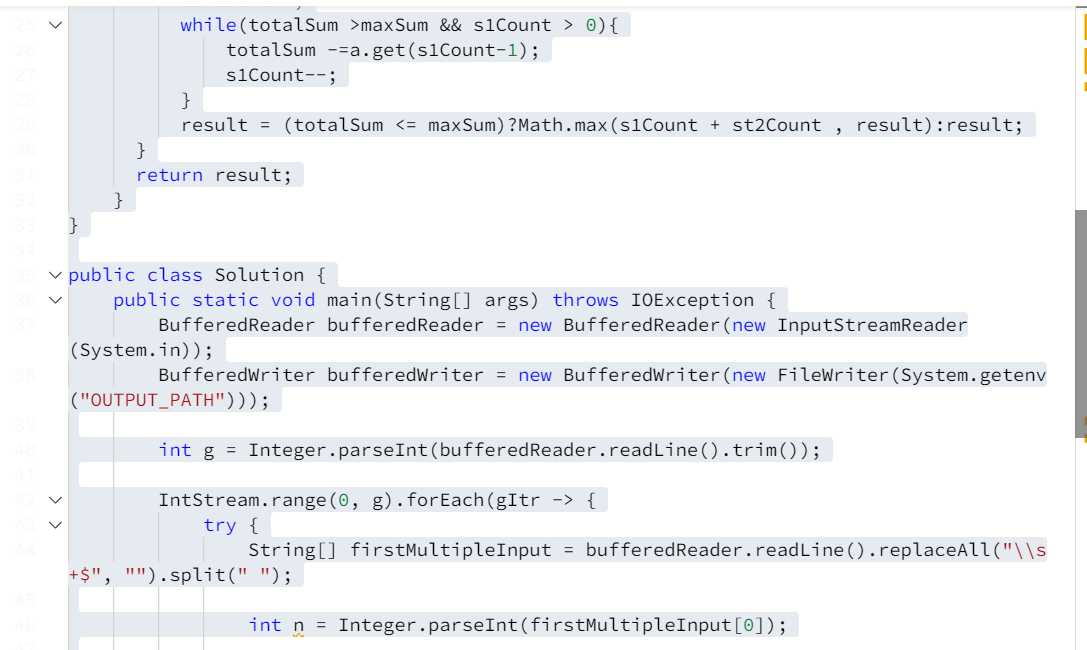 25 while(totalSum >maxSum && s1Count > 0){
26 totalSum -=a.get(s1Count-1);
27 s1Count--;
28 }
29 result = (totalSum <= maxSum)?Math.max(s1Count + st2Count , result):result;
30 }
31 return result;
32 }
33 }
34
35 public class Solution {
36 public static void main(String[] args) throws IOException {
37 BufferedReader bufferedReader = new BufferedReader(new InputStreamReader
(System.in));
38 BufferedWriter bufferedWriter = new BufferedWriter(new FileWriter(System.getenv
("OUTPUT_PATH")));
39
40 int g = Integer.parseInt(bufferedReader.readLine().trim());
41
42 IntStream.range(0, g).forEach(gItr -> {
43 try {
44 String[] firstMultipleInput = bufferedReader.readLine().replaceAll("\\s
+$", "").split(" ");
45
46 int n = Integer.parseInt(firstMultipleInput[0]);
47